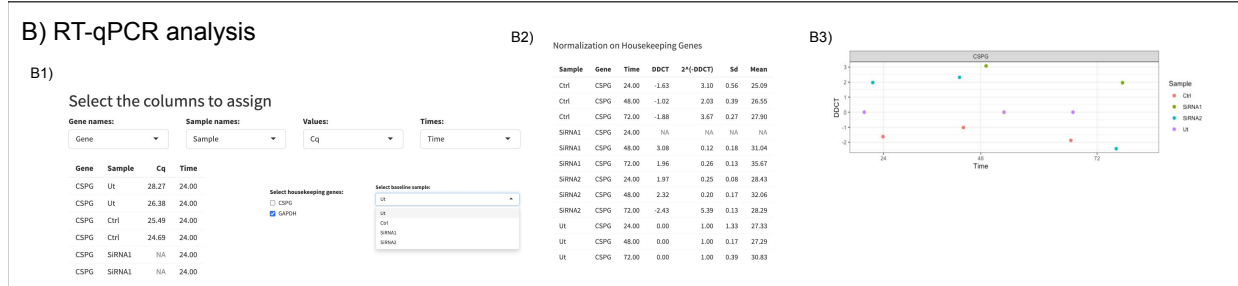 B) RT-qPCR analysis
B1)
Select the columns to assign
Gene names: Sample names: Values: Times:
Gene Sample Cq Time
Gene Sample Cq Time
CSPG Ut 28.27 24.00
CSPG Ut 26.38 24.00
CSPG Ctrl 25.49 24.00
CSPG Ctrl 24.69 24.00
CSPG SiRNA1 NA 24.00
CSPG SiRNA1 NA 24.00
Select housekeeping genes:
CSPG
GAPDH
Select baseline sample:
Ut
Ut
Ctrl
SiRNA1
SiRNA2
B2)
Normalization on Housekeeping Genes
Sample Gene Time DDCT 2^(-DDCT) Sd Mean
Ctrl CSPG 24.00 -1.63 3.10 0.56 25.09
Ctrl CSPG 48.00 -1.02 2.03 0.39 26.55
Ctrl CSPG 72.00 -1.88 3.67 0.27 27.90
SiRNA1 CSPG 24.00 NA NA NA NA
SiRNA1 CSPG 48.00 3.08 0.12 0.18 31.04
SiRNA1 CSPG 72.00 1.96 0.26 0.13 35.67
SiRNA2 CSPG 24.00 1.97 0.25 0.08 28.43
SiRNA2 CSPG 48.00 2.32 0.20 0.17 32.06
SiRNA2 CSPG 72.00 -2.43 5.39 0.13 28.29
Ut CSPG 24.00 0.00 1.00 1.33 27.33
Ut CSPG 48.00 0.00 1.00 0.17 27.29
Ut CSPG 72.00 0.00 1.00 0.39 30.83
B3)
CSPG
DDCT
3
2
1
0
-1
-2
24 48 72
Time
Sample
Ctrl
SiRNA1
SiRNA2
Ut